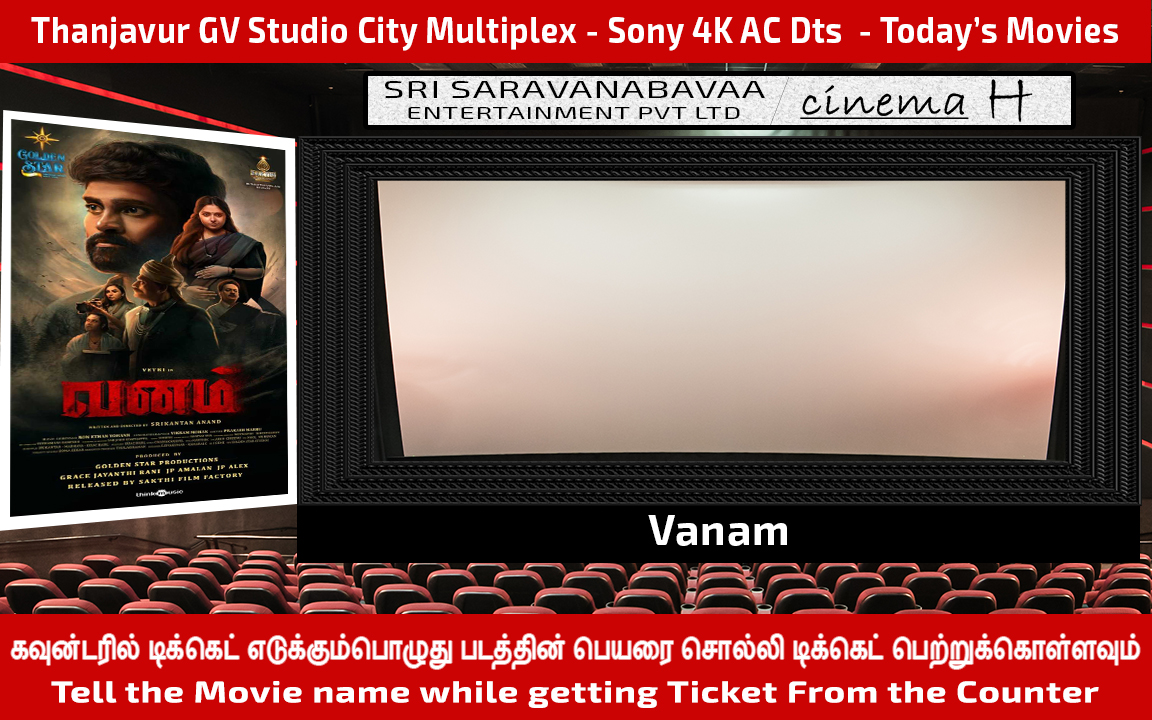 Thanjavur GV Studio City Multiplex - Sony 4K AC Dts - Today's Movies
SRI SARAVANABAVAA
ENTERTAINMENT PVT LTD
cinema H
GOLDEN
STAR
VETRI IN
வனம்
WRITTEN AND DIRECTED BY SRIKANTAN ANAND
PRODUCED BY
GOLDEN STAR PRODUCTIONS
GRACE JAYANTHI RANI JP AMALAN JP ALEX
RELEASED BY SAKTHI FILM FACTORY
think music
Vanam
கவுன்டரில் டிக்கெட் எடுக்கும்பொழுது படத்தின் பெயரை சொல்லி டிக்கெட் பெற்றுக்கொள்ளவும்
Tell the Movie name while getting Ticket From the Counter